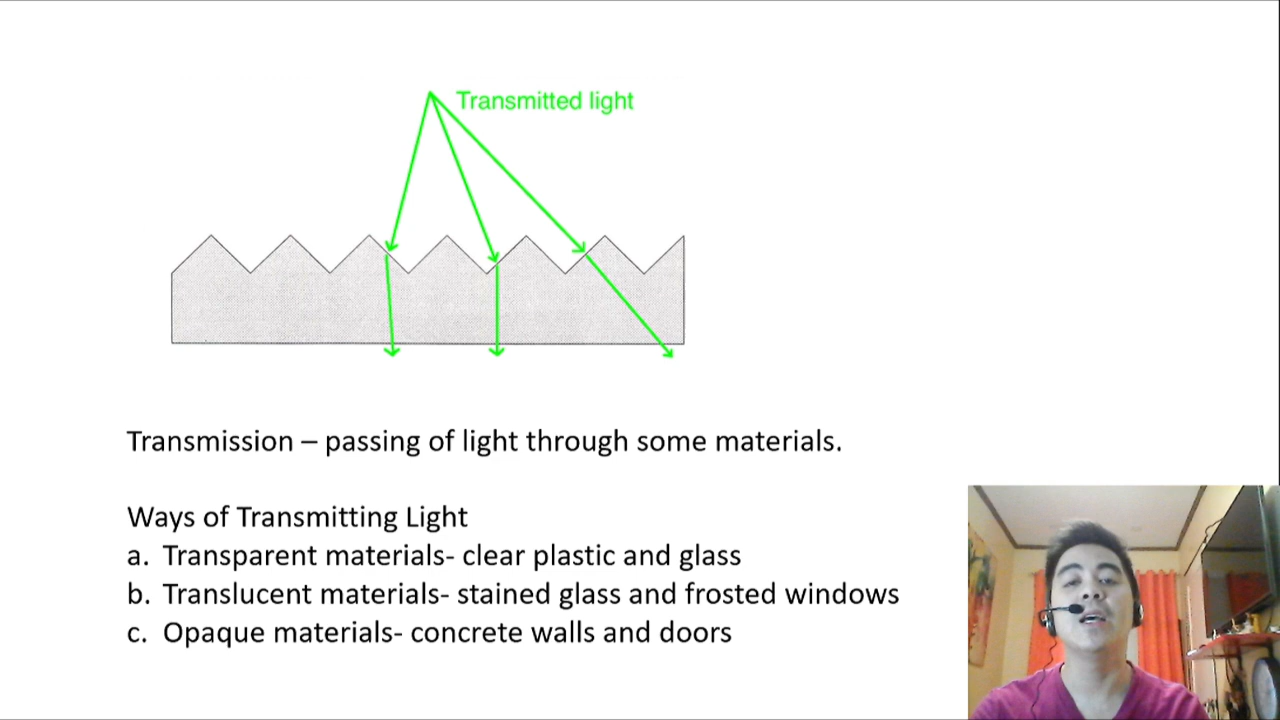 Transmitted light
Transmission – passing of light through some materials.
Ways of Transmitting Light
a. Transparent materials- clear plastic and glass
b. Translucent materials- stained glass and frosted windows
c. Opaque materials- concrete walls and doors